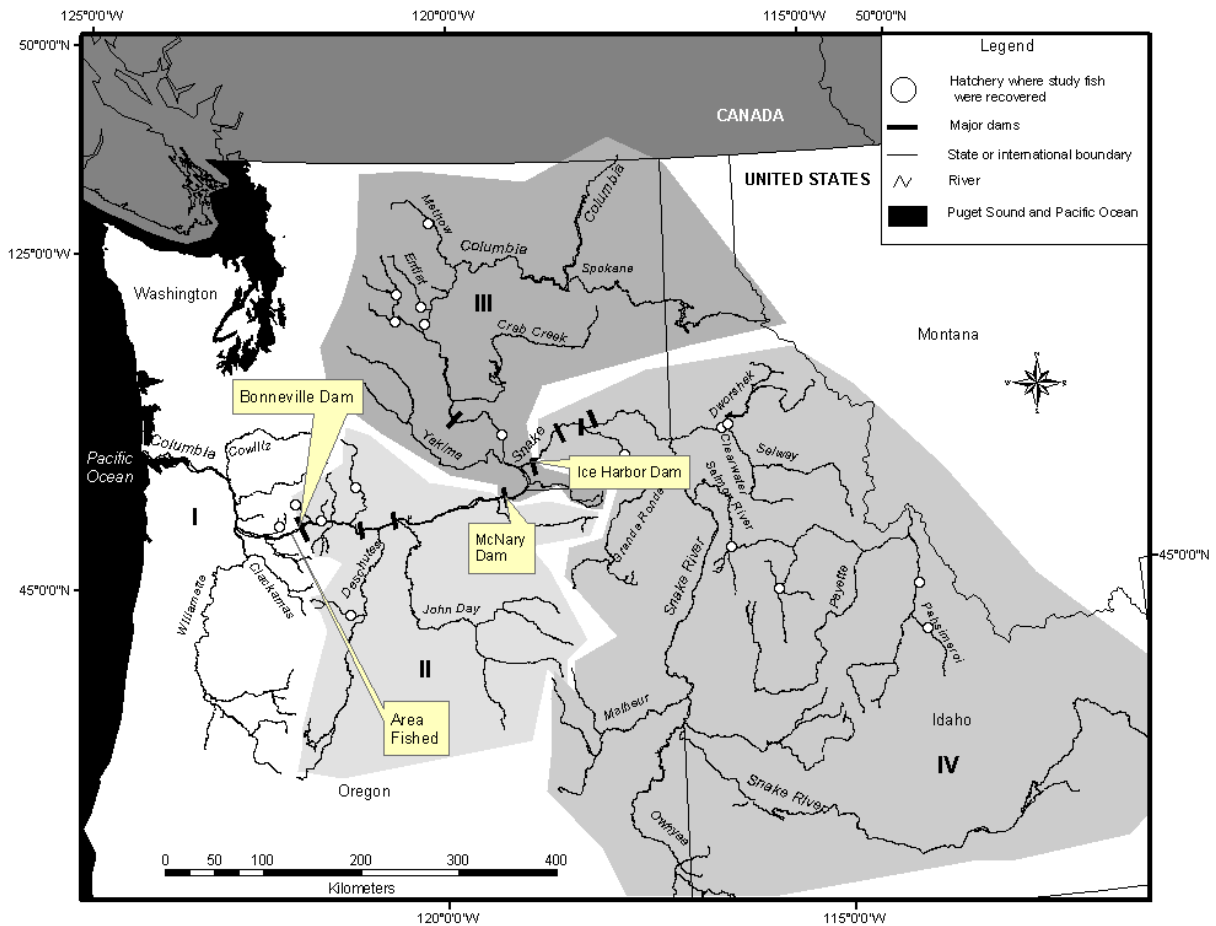 125°0'0"W
120°0'0"W
115°0'0"W
50°0'0"W
50°0'0"N
Legend
Hatchery where study fish
were recovered
Major dams
State or international boundary
River
Puget Sound and Pacific Ocean
CANADA
UNITED STATES
Methow
Columbia
Columbia
Entiat
Spokane
125°0'0"W
Washington
III
Crab Creek
Montana
N
W
E
S
Bonneville Dam
Dworshek
Columbia
Cowlitz
Yakima
Snake
Clearwater
Selway
Pacific
Ocean
Ice Harbor Dam
Salmon River
I
McNary
Dam
Grande Ronde
45°0'0"N
Deschutes
Snake River
45°0'0"N
Willamette
Clackamas
John Day
Payette
Pahsimeroi
II
Malheur
Area
Fished
Idaho
IV
Oregon
Snake River
Owhyee
0 50 100 200 300 400
Kilometers
120°0'0"W
115°0'0"W